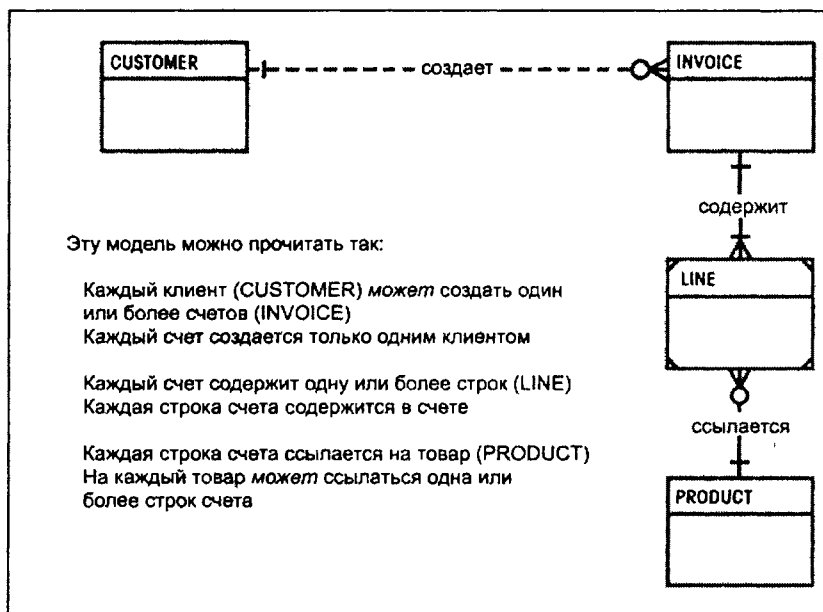 CUSTOMER
создает
INVOICE
содержит
Эту модель можно прочитать так:
LINE
Каждый клиент (CUSTOMER) может создать один
или более счетов (INVOICE)
Каждый счет создается только одним клиентом
Каждый счет содержит одну или более строк (LINE)
Каждая строка счета содержится в счете
ссылается
Каждая строка счета ссылается на товар (PRODUCT)
На каждый товар может ссылаться одна или
более строк счета
PRODUCT